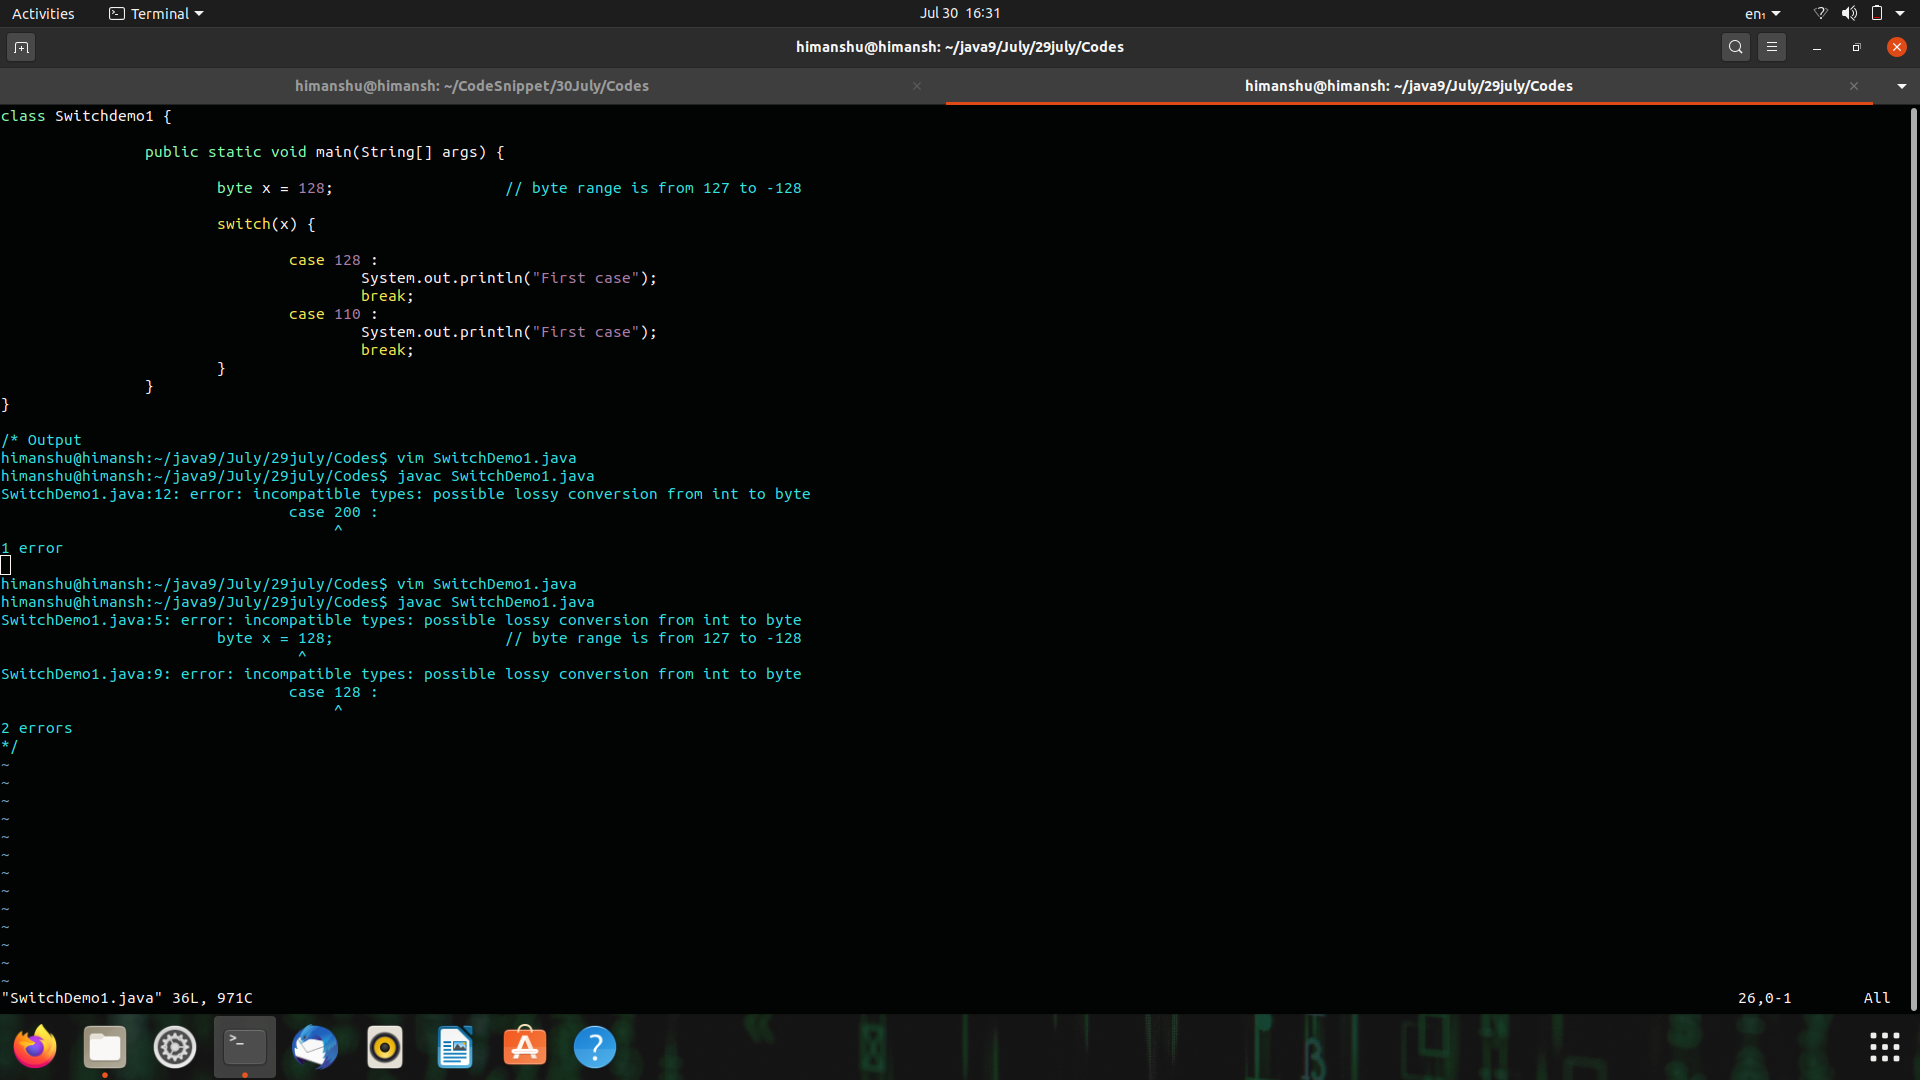 Activities Terminal Jul 30 16:31 en₁
himanshu@himansh: ~/java9/July/29july/Codes
himanshu@himansh: ~/CodeSnippet/30July/Codes himanshu@himansh: ~/java9/July/29july/Codes
class Switchdemo1 {
public static void main(String[] args) {
byte x = 128; // byte range is from 127 to -128
switch(x) {
case 128 :
System.out.println("First case");
break;
case 110 :
System.out.println("First case");
break;
}
}
}
/* Output
himanshu@himansh:~/java9/July/29july/Codes$ vim SwitchDemo1.java
himanshu@himansh:~/java9/July/29july/Codes$ javac SwitchDemo1.java
SwitchDemo1.java:12: error: incompatible types: possible lossy conversion from int to byte
case 200 :
^
1 error
himanshu@himansh:~/java9/July/29july/Codes$ vim SwitchDemo1.java
himanshu@himansh:~/java9/July/29july/Codes$ javac SwitchDemo1.java
SwitchDemo1.java:5: error: incompatible types: possible lossy conversion from int to byte
byte x = 128; // byte range is from 127 to -128
^
SwitchDemo1.java:9: error: incompatible types: possible lossy conversion from int to byte
case 128 :
^
2 errors
*/
~
~
~
~
~
~
~
~
~
~
~
~
~
"SwitchDemo1.java" 36L, 971C 26,0-1 All